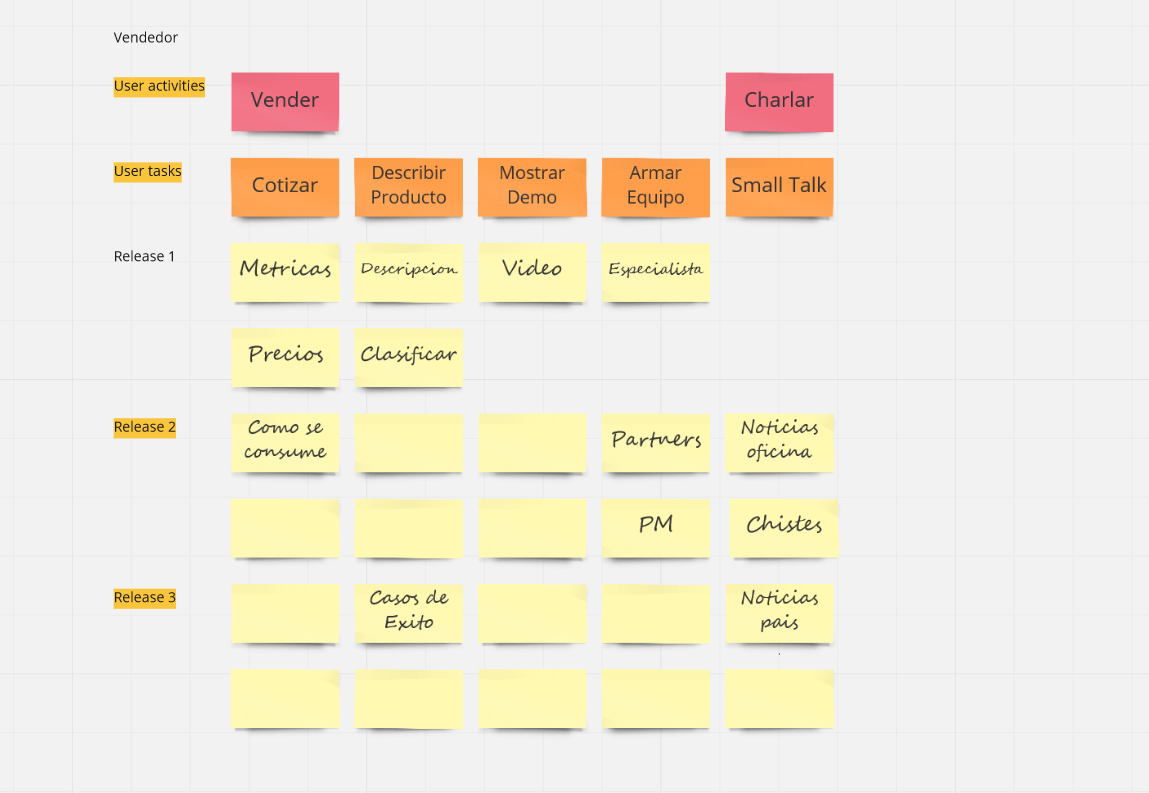 Vendedor
User activities
Vender
Charlar
User tasks
Cotizar
Describir
Producto
Mostrar
Demo
Armar
Equipo
Small Talk
Release 1
Metricas
Descripcion
Video
Especialista
Precios
Clasificar
Release 2
Como se
consume
Partners
Noticias
oficina
PM
Chistes
Release 3
Casos de
Exito
Noticias
pais
.